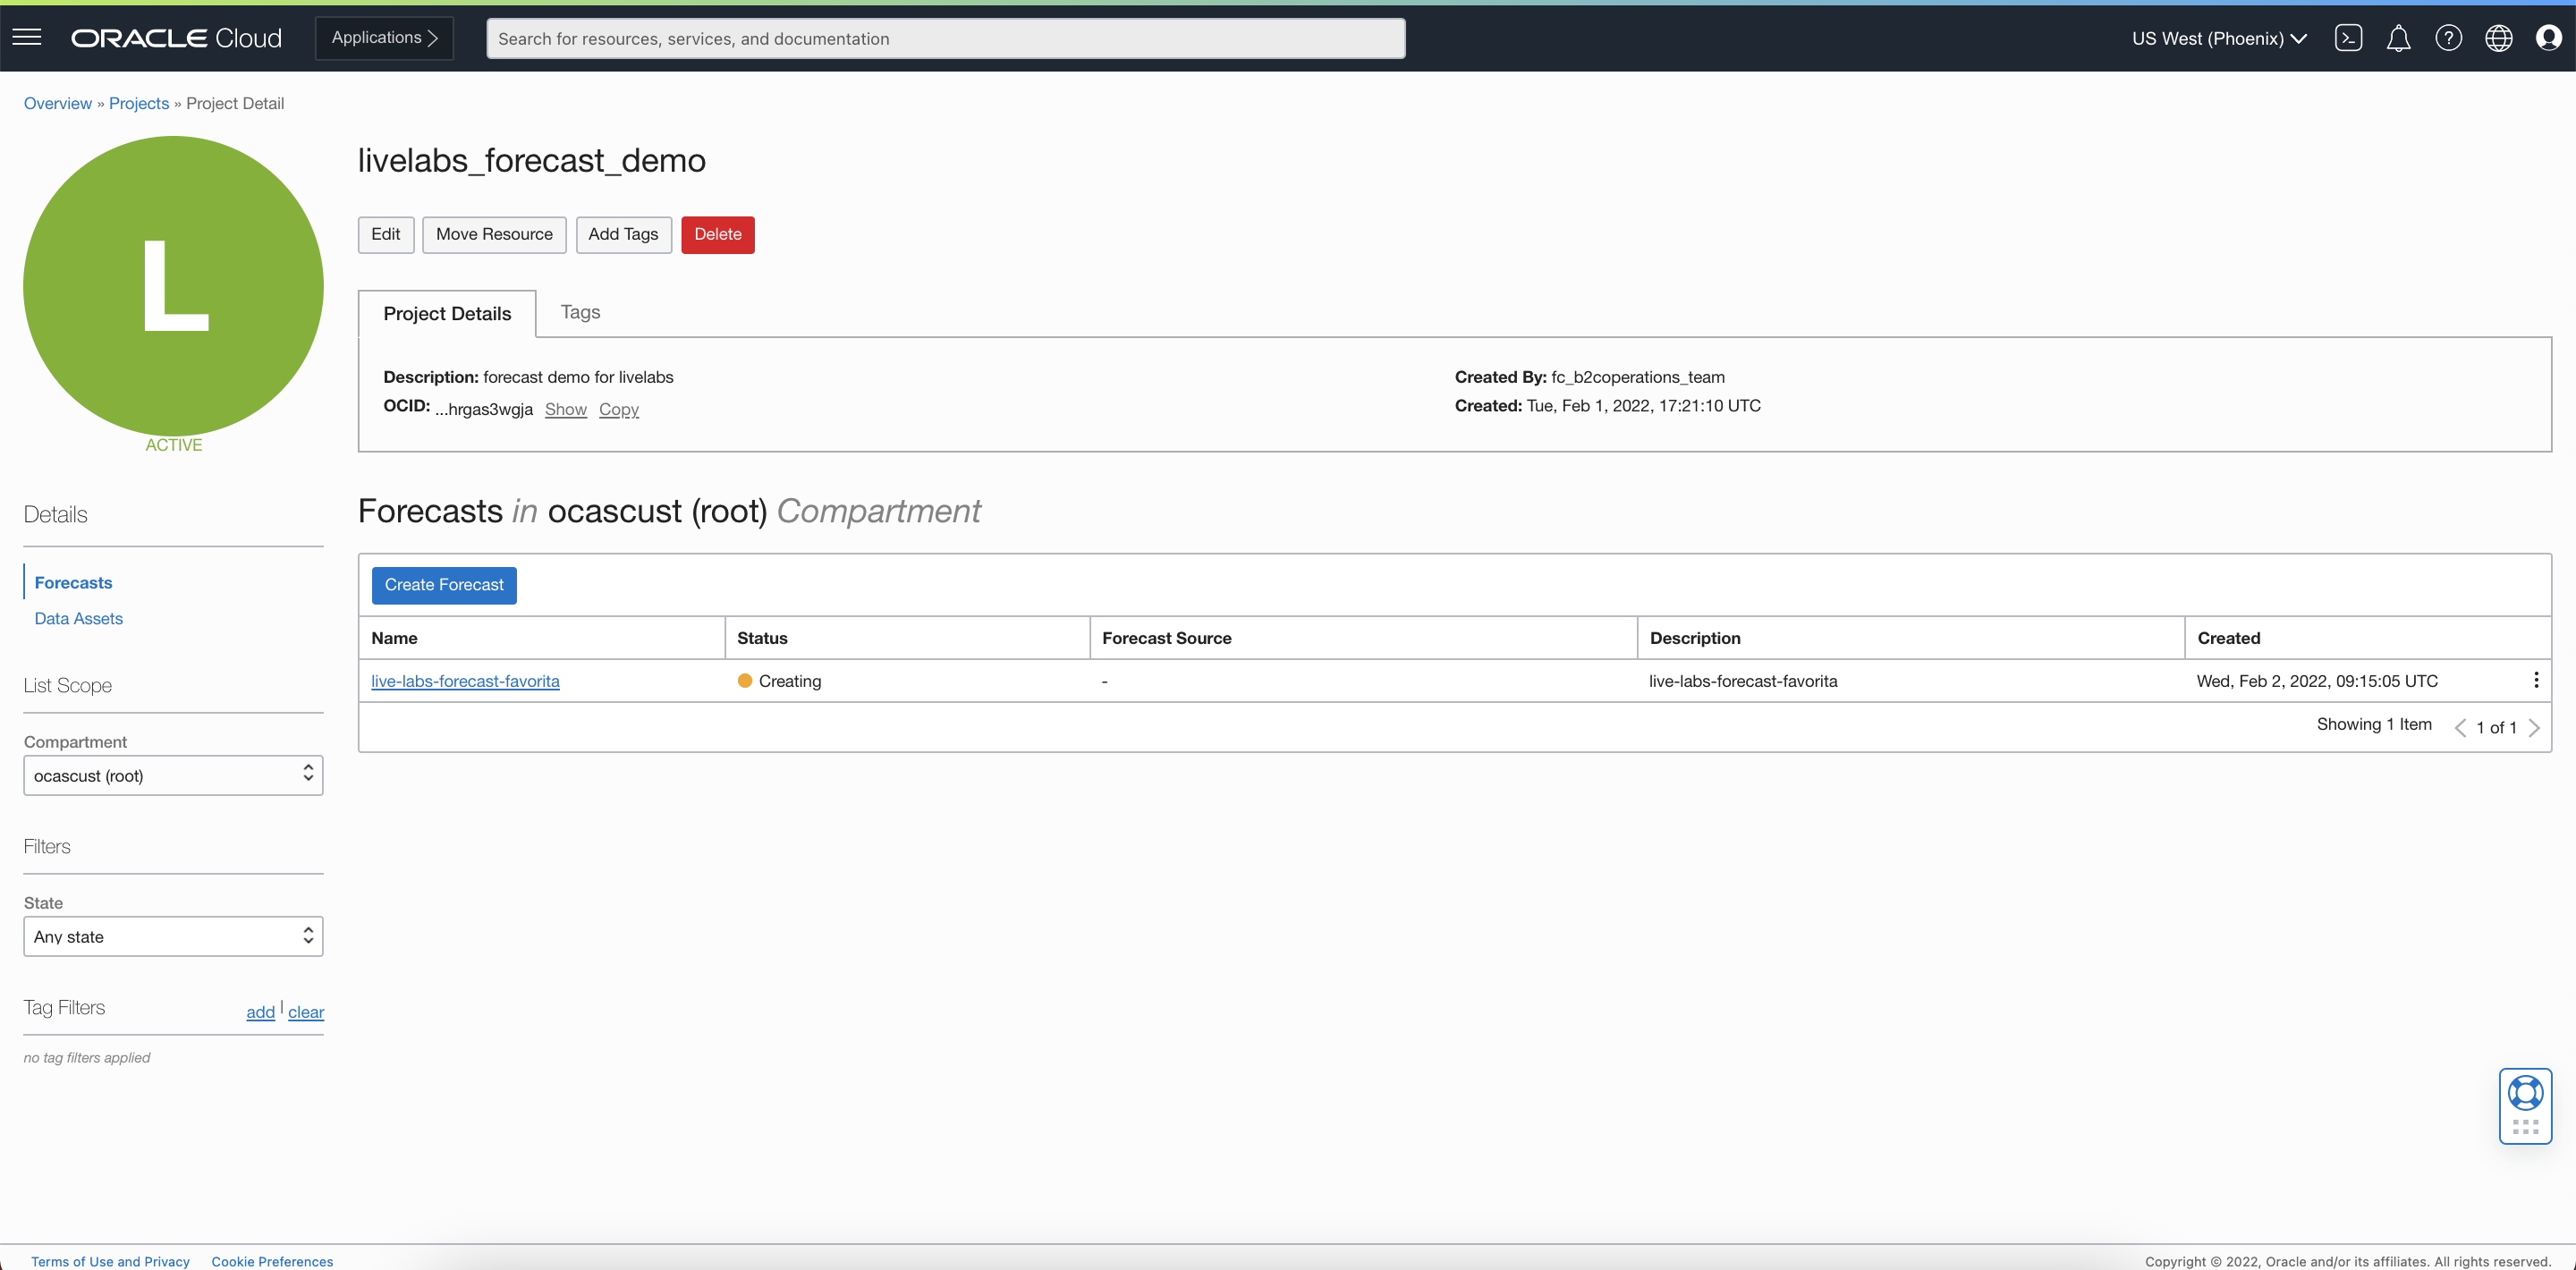 ORACLE Cloud
Applications
Search for resources, services, and documentation
US West (Phoenix)
Overview » Projects » Project Detail
L
ACTIVE
livelabs_forecast_demo
Edit
Move Resource
Add Tags
Delete
Project Details
Tags
Description: forecast demo for livelabs
OCID: ...hrgas3wgja Show Copy
Created By: fc_b2coperations_team
Created: Tue, Feb 1, 2022, 17:21:10 UTC
Details
Forecasts
Data Assets
List Scope
Compartment
ocascust (root)
Filters
State
Any state
Tag Filters
add | clear
no tag filters applied
Forecasts in ocascust (root) Compartment
Create Forecast
Name Status Forecast Source Description Created
live-labs-forecast-favorita Creating - live-labs-forecast-favorita Wed, Feb 2, 2022, 09:15:05 UTC
Showing 1 Item 1 of 1
Terms of Use and Privacy Cookie Preferences
Copyright © 2022, Oracle and/or its affiliates. All rights reserved.